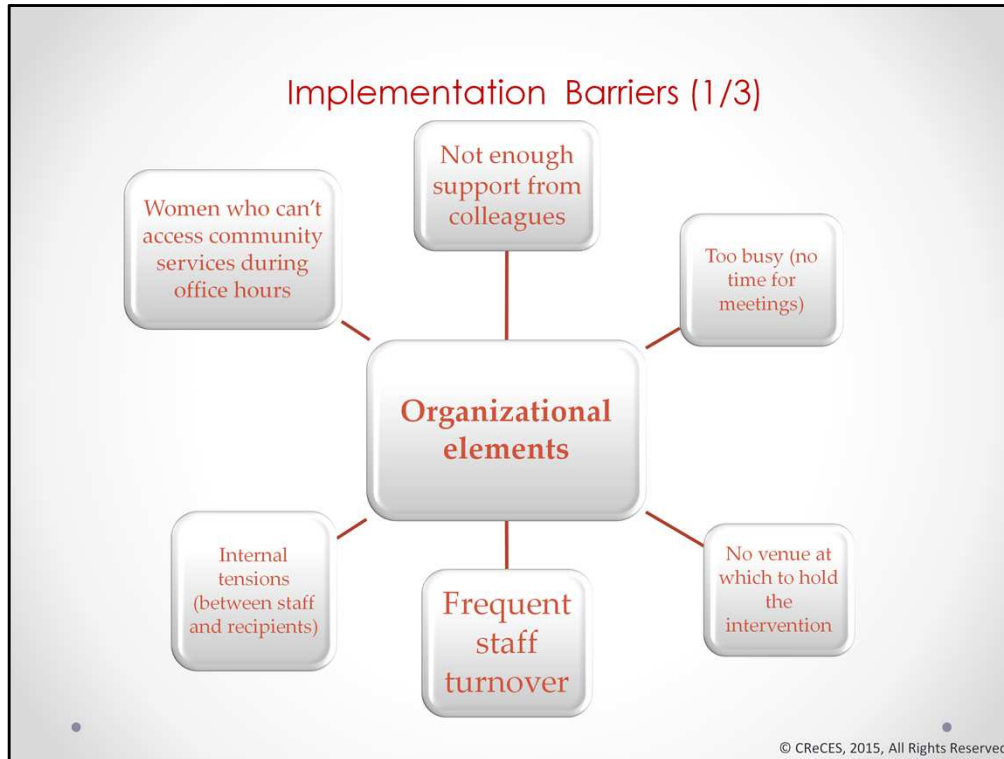 Implementation Barriers (1/3)
Not enough
support from
colleagues
Women who can't
access community
services during
office hours
Too busy (no
time for
meetings)
Organizational
elements
Internal
tensions
(between staff
and recipients)
Frequent
staff
turnover
No venue at
which to hold
the
intervention
© CReCES, 2015, All Rights Reserved